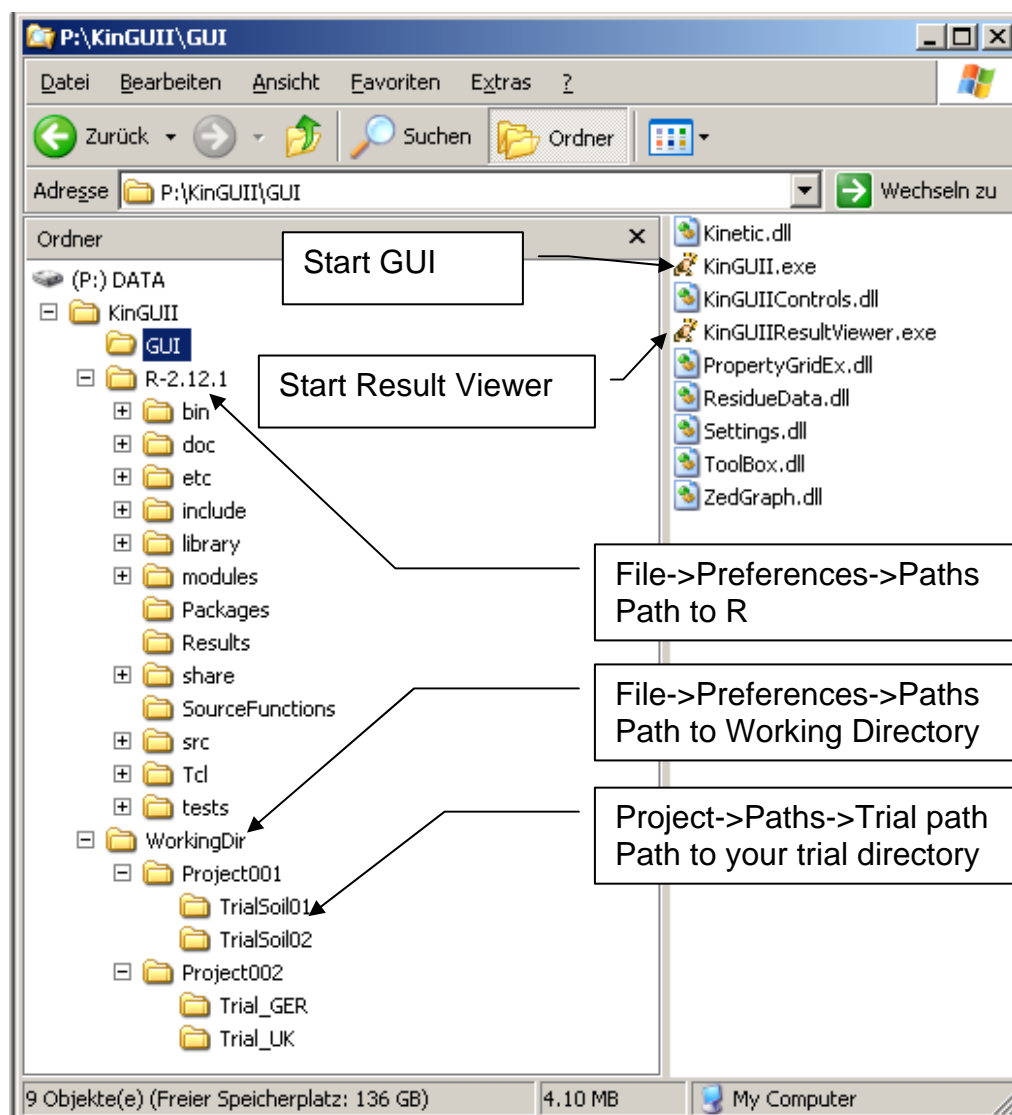 P:\KinGUII\GUI
Datei Bearbeiten Ansicht Favoriten Extras ?
Zurück Suchen Ordner
Adresse P:\KinGUII\GUI Wechseln zu
Ordner x
(P:) DATA
KinGUII
GUI
R-2.12.1
bin
doc
etc
include
library
modules
Packages
Results
share
SourceFunctions
src
Tcl
tests
WorkingDir
Project001
TrialSoil01
TrialSoil02
Project002
Trial_GER
Trial_UK
Kinetic.dll
KinGUII.exe
KinGUIIControls.dll
KinGUIIResultViewer.exe
PropertyGridEx.dll
ResidueData.dll
Settings.dll
ToolBox.dll
ZedGraph.dll
Start GUI
Start Result Viewer
File->Preferences->Paths
Path to R
File->Preferences->Paths
Path to Working Directory
Project->Paths->Trial path
Path to your trial directory
9 Objekte(e) (Freier Speicherplatz: 136 GB) 4.10 MB My Computer